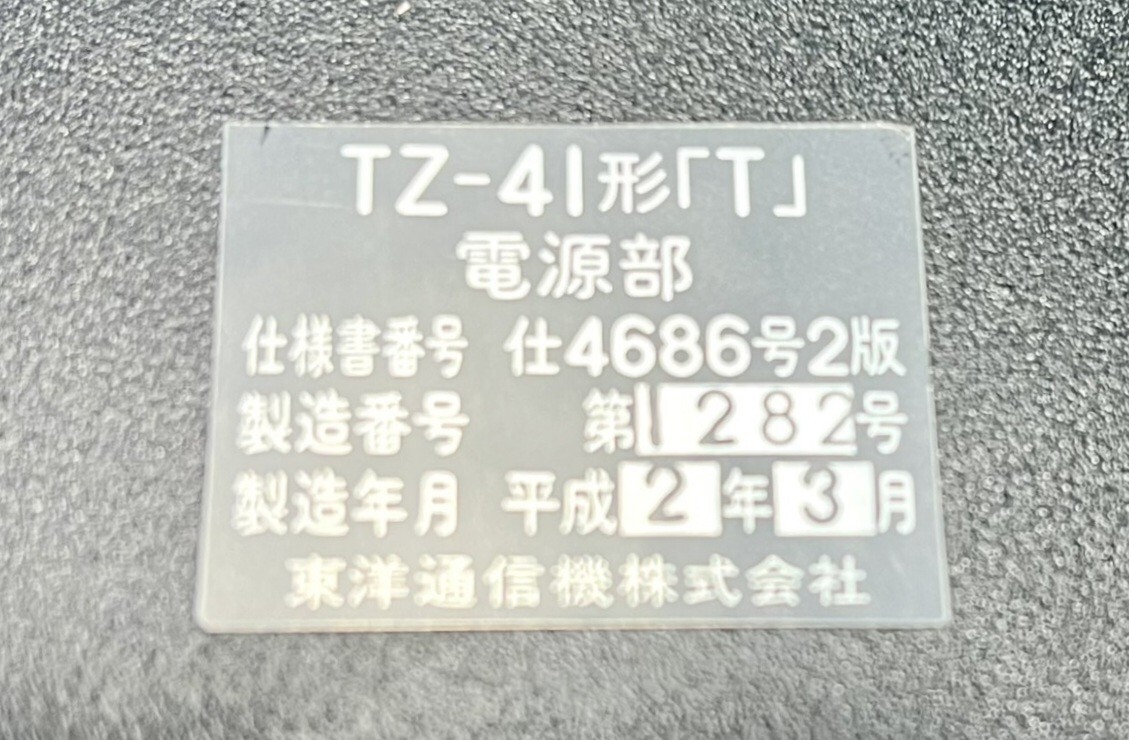 TZ-41形「T」
電源部
仕様書番号 仕4686号2版
製造番号 第1282号
製造年月 平成2年3月
東洋通信機株式会社